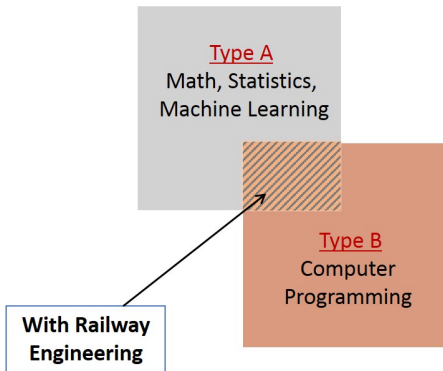 Type A
Math, Statistics,
Machine Learning
Type B
Computer
Programming
With Railway
Engineering